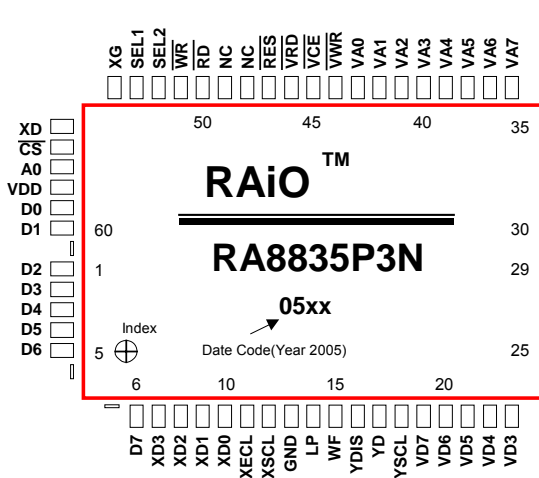 XG SEL1 SEL2 WR RD NC NC RES VRD VCE VWR VA0 VA1 VA2 VA3 VA4 VA5 VA6 VA7
50 45 40 35
XD
CS
A0
VDD
D0
D1
60
30
RAiO TM
RA8835P3N
D2
1
29
D3
D4
D5
D6
05xx
Index
5
Date Code(Year 2005)
25
6 10 15 20
D7 XD3 XD2 XD1 XD0 XECL XSCL GND LP WF YDIS YD YSCL VD7 VD6 VD5 VD4 VD3